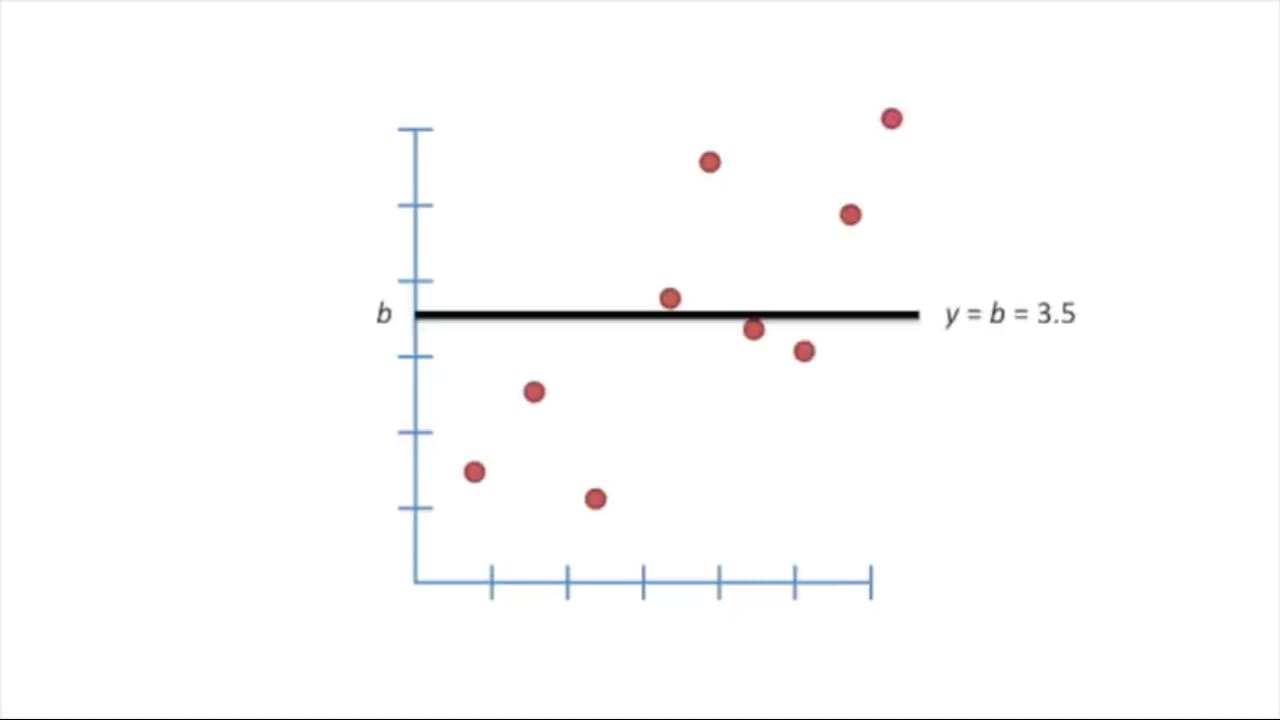 b
y = b = 3.5